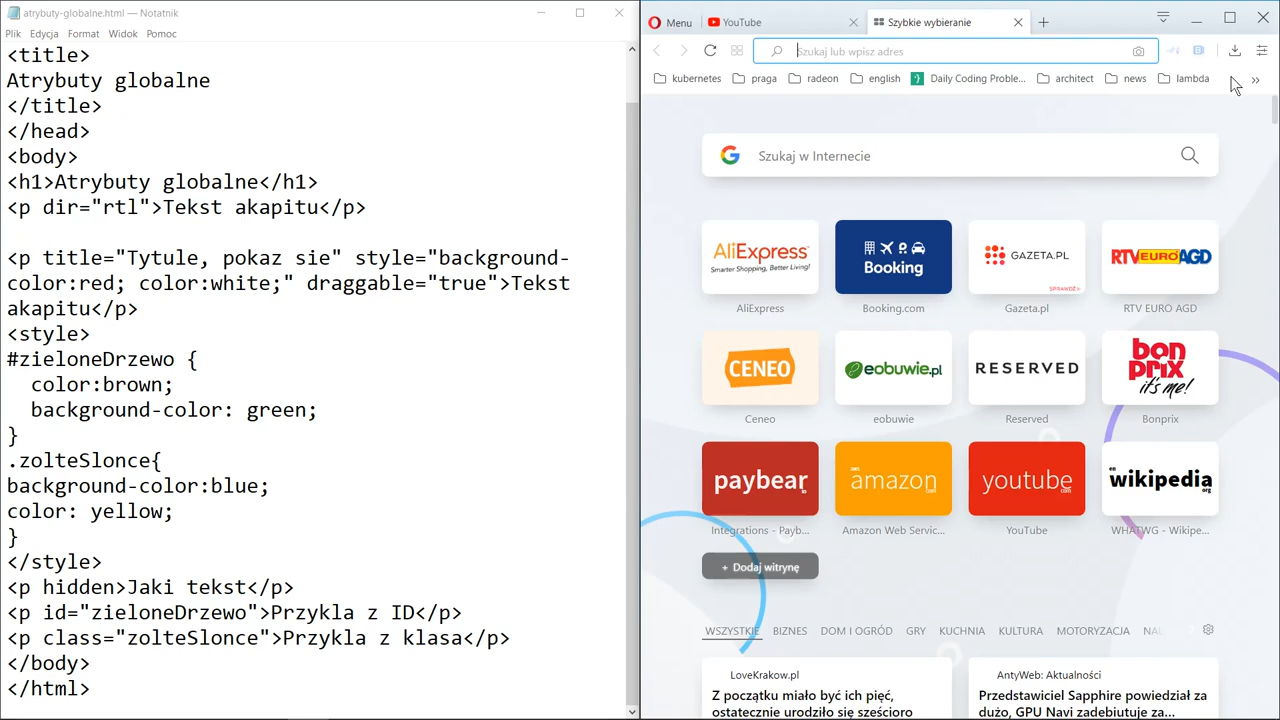 atrybuty-globalne.html — Notatnik
Plik Edycja Format Widok Pomoc
<title>
Atrybuty globalne
</title>
</head>
<body>
<h1>Atrybuty globalne</h1>
<p dir="rtl">Tekst akapitu</p>
<p title="Tytule, pokaz sie" style="background-
color:red; color:white;" draggable="true">Tekst
akapitu</p>
<style>
#zieloneDrzewo {
color:brown;
background-color: green;
}
.zolteSlonce{
background-color:blue;
color: yellow;
}
</style>
<p hidden>Jaki tekst</p>
<p id="zieloneDrzewo">Przykla z ID</p>
<p class="zolteSlonce">Przykla z klasa</p>
</body>
</html>
Menu YouTube Szybkie wybieranie
Szukaj lub wpisz adres
kubernetes praga radeon english Daily Coding Proble... architect news lambda
Szukaj w Internecie
AliExpress Booking GAZETA.PL RTV EURO AGD
Smarter Shopping, Better Living!
SPRAWDŹ>
AliExpress Booking.com Gazeta.pl RTV EURO AGD
CENEO eobuwie.pl RESERVED bon prix it's me!
Ceneo eobuwie Reserved Bonprix
paybear amazon youtube wikipedia
Integrations - Payb... Amazon Web Servic... YouTube WHATWG - Wikipe...
+ Dodaj witrynę
WSZYSTKIE BIZNES DOM I OGRÓD GRY KUCHNIA KULTURA MOTORYZACJA
LoveKrakow.pl
Z początku miało być ich pięć,
ostatecznie urodziło się sześcioro
AntyWeb: Aktualności
Przedstawiciel Sapphire powiedział za
dużo, GPU Navi zadebiutuje za...